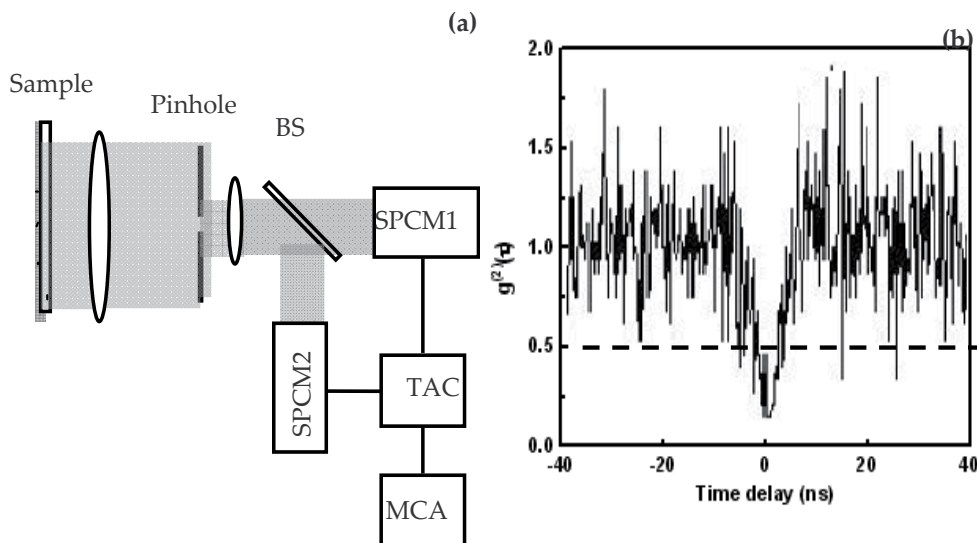 (a)
Sample
Pinhole
BS
SPCM1
SPCM2
TAC
MCA
(b)
2.0
1.5
1.0
0.5
0.0
g(2)(τ)
-40 -20 0 20 40
Time delay (ns)